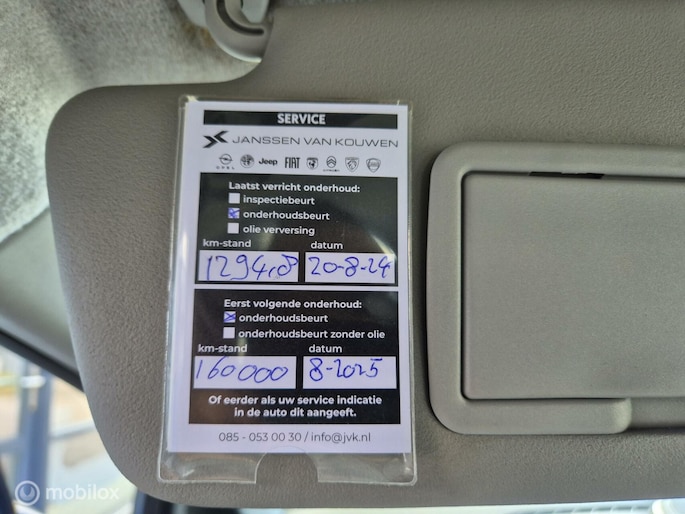 SERVICE
JANSSEN VAN KOUWEN
OPEL Jeep FIAT CITROËN
Laatst verricht onderhoud:
inspectiebeurt
onderhoudsbeurt
olie verversing
km-stand datum
20-8-24
Eerst volgende onderhoud:
onderhoudsbeurt
onderhoudsbeurt zonder olie
km-stand datum
160000 8-2025
Of eerder als uw service indicatie
in de auto dit aangeeft.
085 - 053 00 30 / info@jvk.nl
mobilox